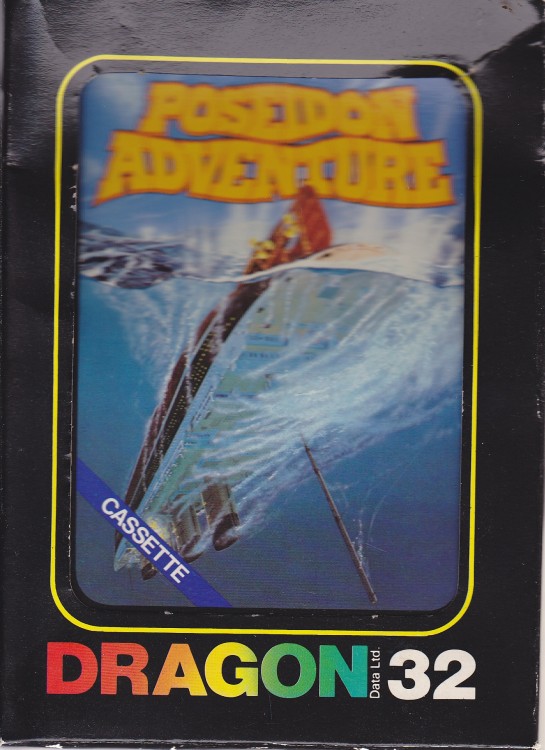 POSEIDON
ADVENTURE
CASSETTE
DRAGON Data Ltd. 32